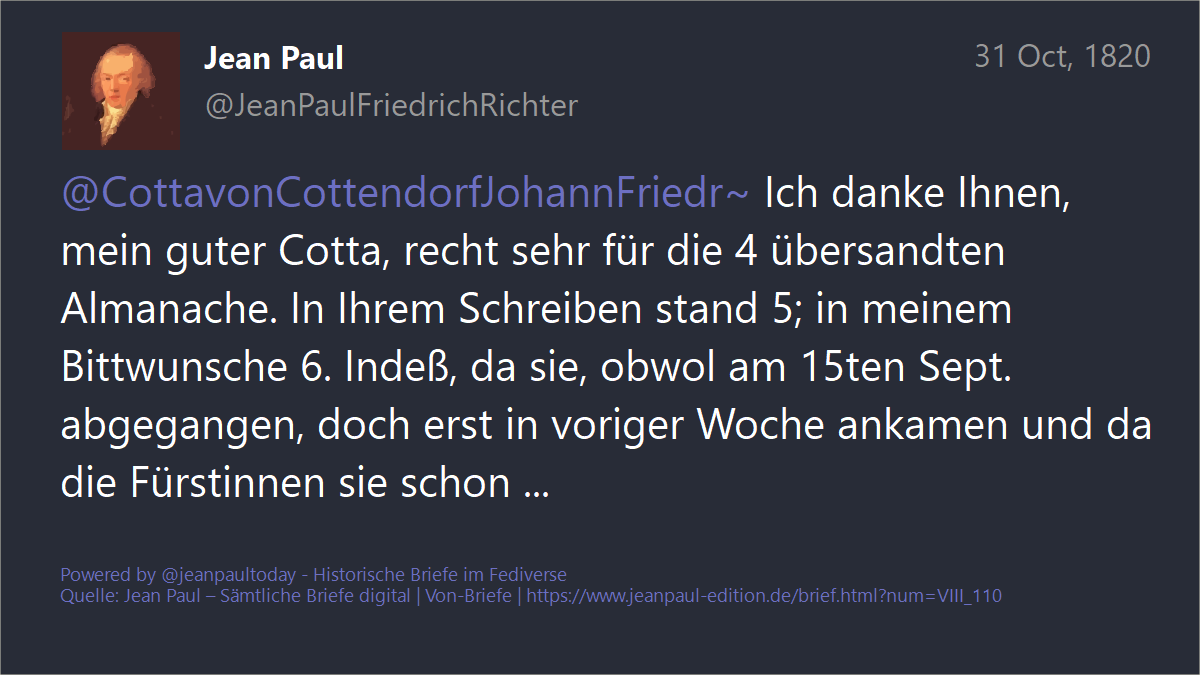 Jean Paul
31 Oct, 1820
@JeanPaulFriedrichRichter
@CottavonCottendorfJohannFriedr~ Ich danke Ihnen,
mein guter Cotta, recht sehr für die 4 übersandten
Almanache. In Ihrem Schreiben stand 5; in meinem
Bittwunsche 6. Indeß, da sie, obwol am 15ten Sept.
abgegangen, doch erst in voriger Woche ankamen und da
die Fürstinnen sie schon ...
Powered by @jeanpaultoday - Historische Briefe im Fediverse
Quelle: Jean Paul – Sämtliche Briefe digital | Von-Briefe | https://www.jeanpaul-edition.de/brief.html?num=VIII_110